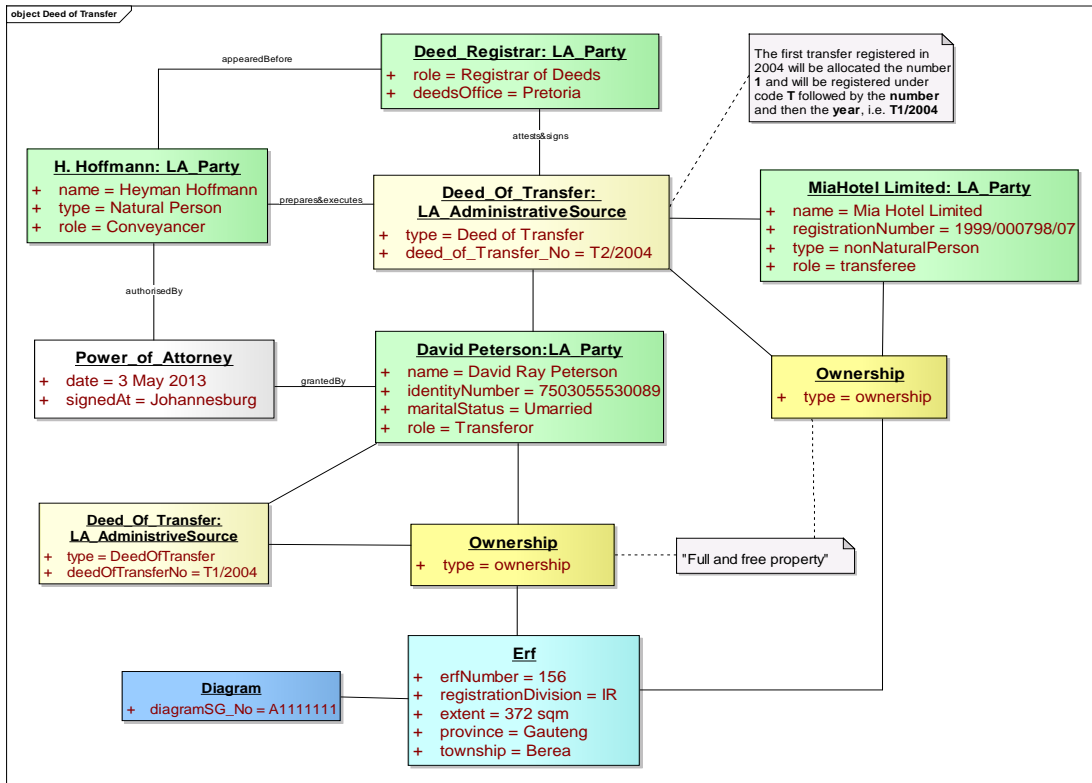 object Deed of Transfer
Deed_Registrar: LA_Party
+ role = Registrar of Deeds
+ deedsOffice = Pretoria
appearedBefore
The first transfer registered in
2004 will be allocated the number
1 and will be registered under
code T followed by the number
and then the year, i.e. T1/2004
attests&signs
H. Hoffmann: LA_Party
+ name = Heyman Hoffmann
+ type = Natural Person
+ role = Conveyancer
prepares&executes
Deed_Of_Transfer:
LA_AdministrativeSource
+ type = Deed of Transfer
+ deed_of_Transfer_No = T2/2004
MiaHotel Limited: LA_Party
+ name = Mia Hotel Limited
+ registrationNumber = 1999/000798/07
+ type = nonNaturalPerson
+ role = transferee
authorisedBy
Power_of_Attorney
+ date = 3 May 2013
+ signedAt = Johannesburg
grantedBy
David Peterson:LA_Party
+ name = David Ray Peterson
+ identityNumber = 7503055530089
+ maritalStatus = Umarried
+ role = Transferor
Ownership
+ type = ownership
Deed_Of_Transfer:
LA_AdministriveSource
+ type = DeedOfTransfer
+ deedOfTransferNo = T1/2004
Ownership
+ type = ownership
"Full and free property"
Erf
+ erfNumber = 156
+ registrationDivision = IR
+ extent = 372 sqm
+ province = Gauteng
+ township = Berea
Diagram
+ diagramSG_No = A1111111